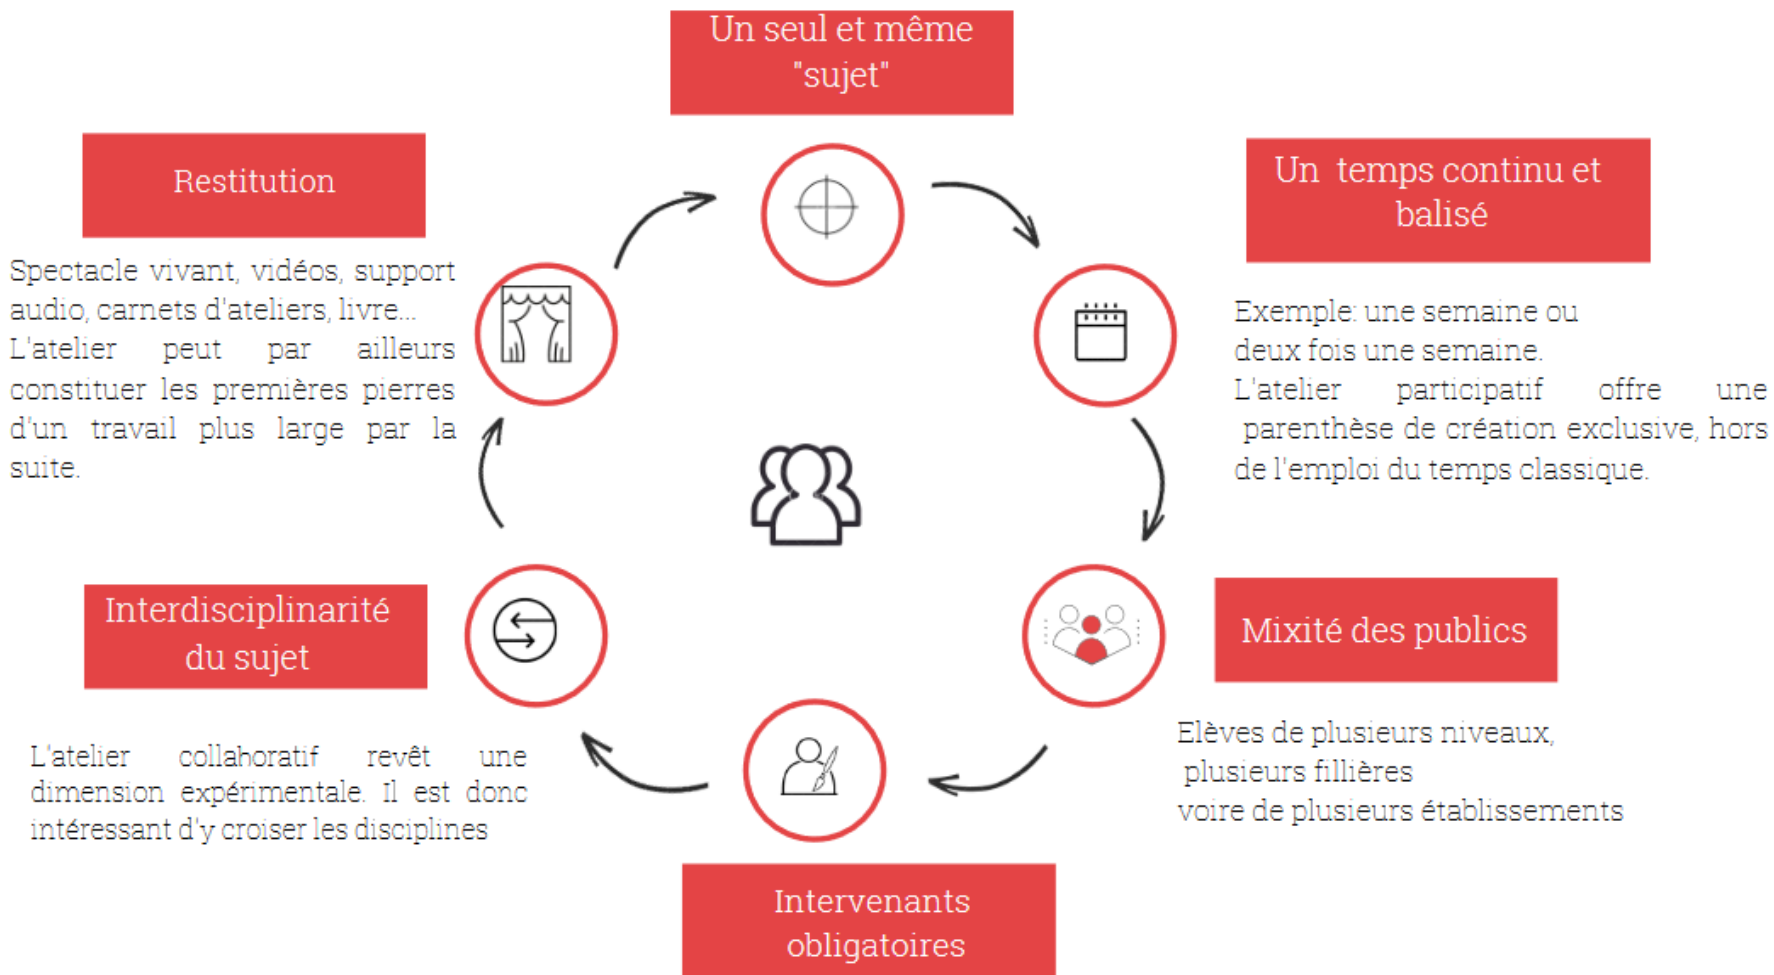 Un seul et même
"sujet"
Un temps continu et
balisé
Exemple: une semaine ou
deux fois une semaine.
L'atelier participatif offre une
parenthèse de création exclusive, hors
de l'emploi du temps classique.
Mixité des publics
Elèves de plusieurs niveaux,
plusieurs fillières
voire de plusieurs établissements
Intervenants
obligatoires
Interdisciplinarité
du sujet
L'atelier collahoratif revêt une
dimension expérimentale. Il est donc
intéressant d'y croiser les disciplines
Restitution
Spectacle vivant, vidéos, support
audio, carnets d'ateliers, livre...
L'atelier peut par ailleurs
constituer les premières pierres
d'un travail plus large par la
suite.